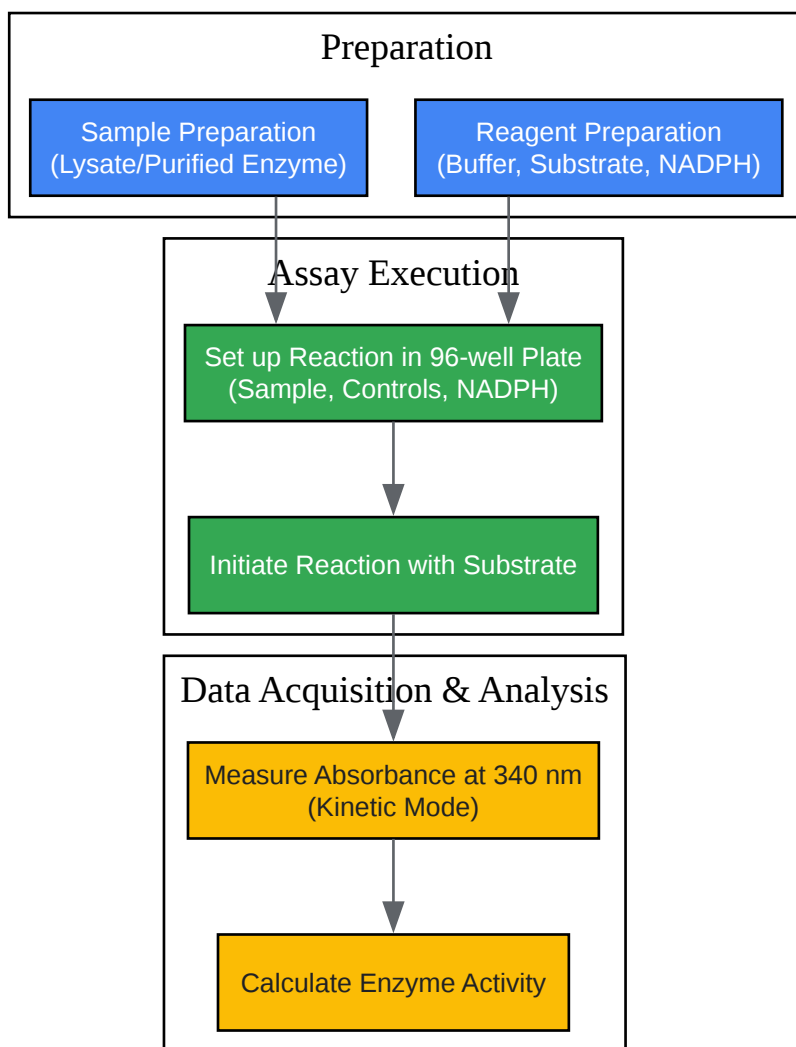 Preparation
Sample Preparation
(Lysate/Purified Enzyme)
Reagent Preparation
(Buffer, Substrate, NADPH)
Assay Execution
Set up Reaction in 96-well Plate
(Sample, Controls, NADPH)
Initiate Reaction with Substrate
Data Acquisition & Analysis
Measure Absorbance at 340 nm
(Kinetic Mode)
Calculate Enzyme Activity